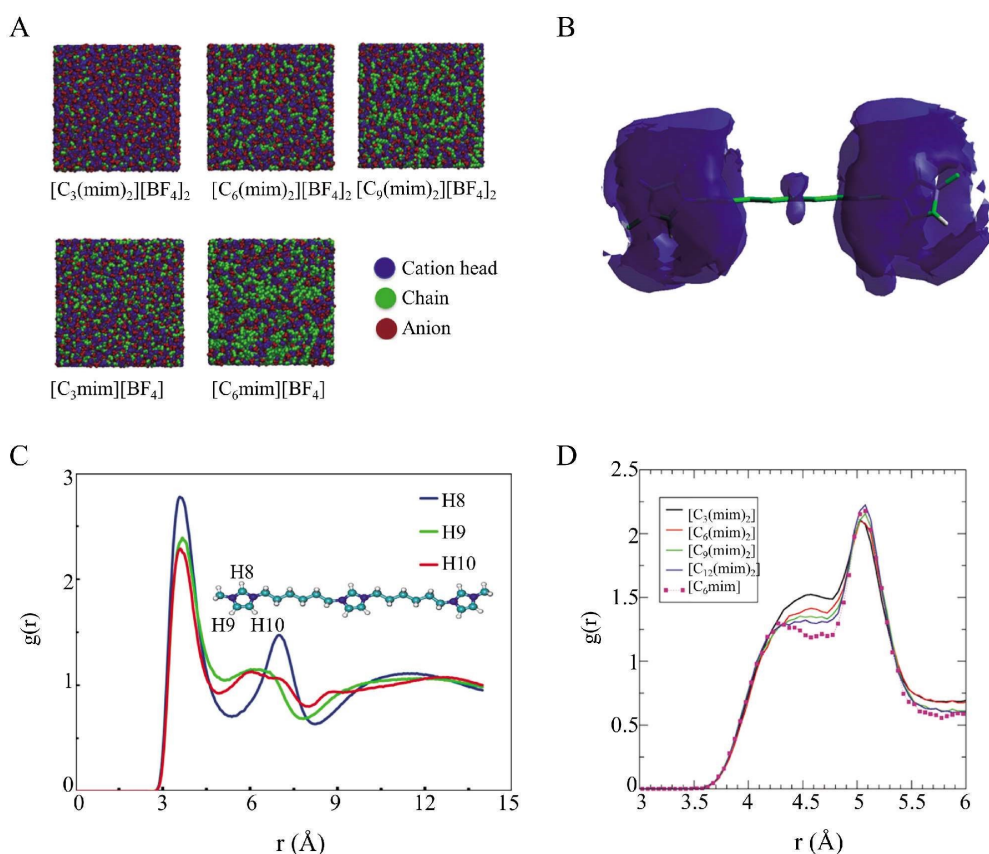 A
B
[C₃(mim)₂][BF₄]₂
[C₆(mim)₂][BF₄]₂
[C₉(mim)₂][BF₄]₂
Cation head
Chain
Anion
[C₃mim][BF₄]
[C₆mim][BF₄]
C
3
2
1
0
g(r)
H8
H9
H10
H8
H9
H10
0
3
6
9
12
15
r (Å)
D
2.5
2
1.5
1
0.5
0
g(r)
[C₃(mim)₂]
[C₆(mim)₂]
[C₉(mim)₂]
[C₁₂(mim)₂]
[C₆mim]
3
3.5
4
4.5
5
5.5
6
r (Å)